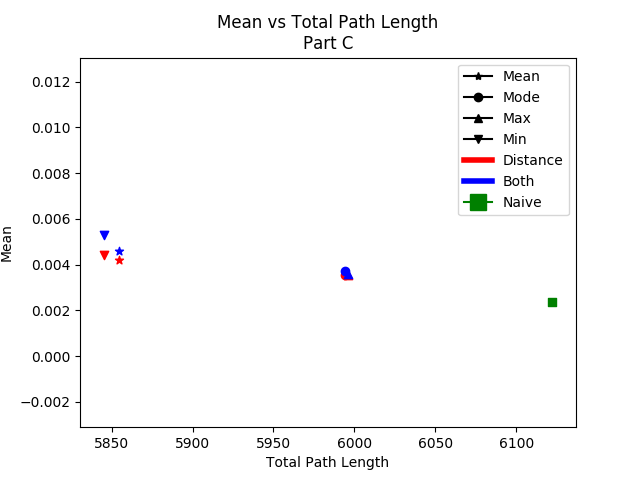 Mean vs Total Path Length
Part C
Mean
Mode
Max
Min
Distance
Both
Naive
0.012
0.010
0.008
0.006
0.004
0.002
0.000
−0.002
Mean
5850
5900
5950
6000
6050
6100
Total Path Length